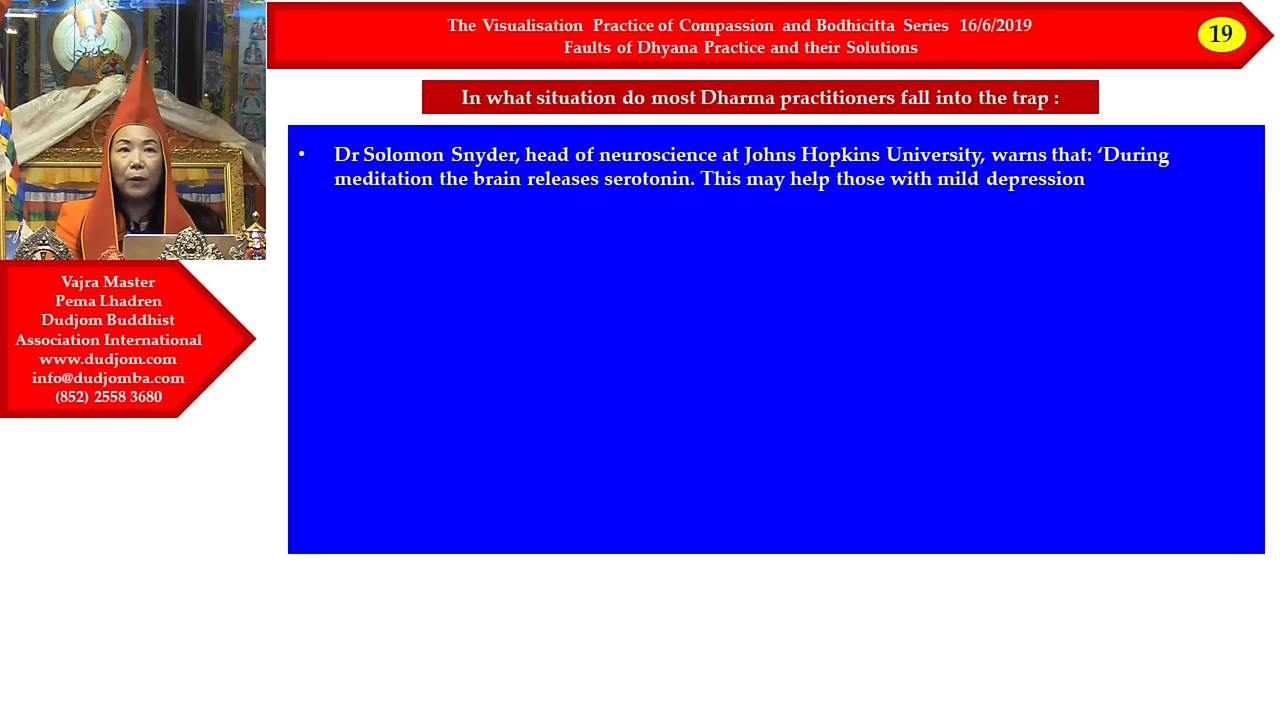 The Visualisation Practice of Compassion and Bodhicitta Series 16/6/2019
Faults of Dhyana Practice and their Solutions
19
In what situation do most Dharma practitioners fall into the trap :
• Dr Solomon Snyder, head of neuroscience at Johns Hopkins University, warns that: ‘During
meditation the brain releases serotonin. This may help those with mild depression
Vajra Master
Pema Lhadren
Dudjom Buddhist
Association International
www.dudjom.com
info@dudjomba.com
(852) 2558 3680